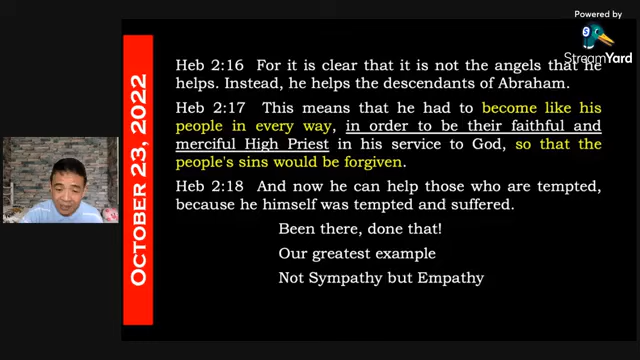 Powered by
StreamYard
OCTOBER 23, 2022
Heb 2:16 For it is clear that it is not the angels that he
helps. Instead, he helps the descendants of Abraham.
Heb 2:17 This means that he had to become like his
people in every way, in order to be their faithful and
merciful High Priest in his service to God, so that the
people's sins would be forgiven.
Heb 2:18 And now he can help those who are tempted,
because he himself was tempted and suffered.
Been there, done that!
Our greatest example
Not Sympathy but Empathy